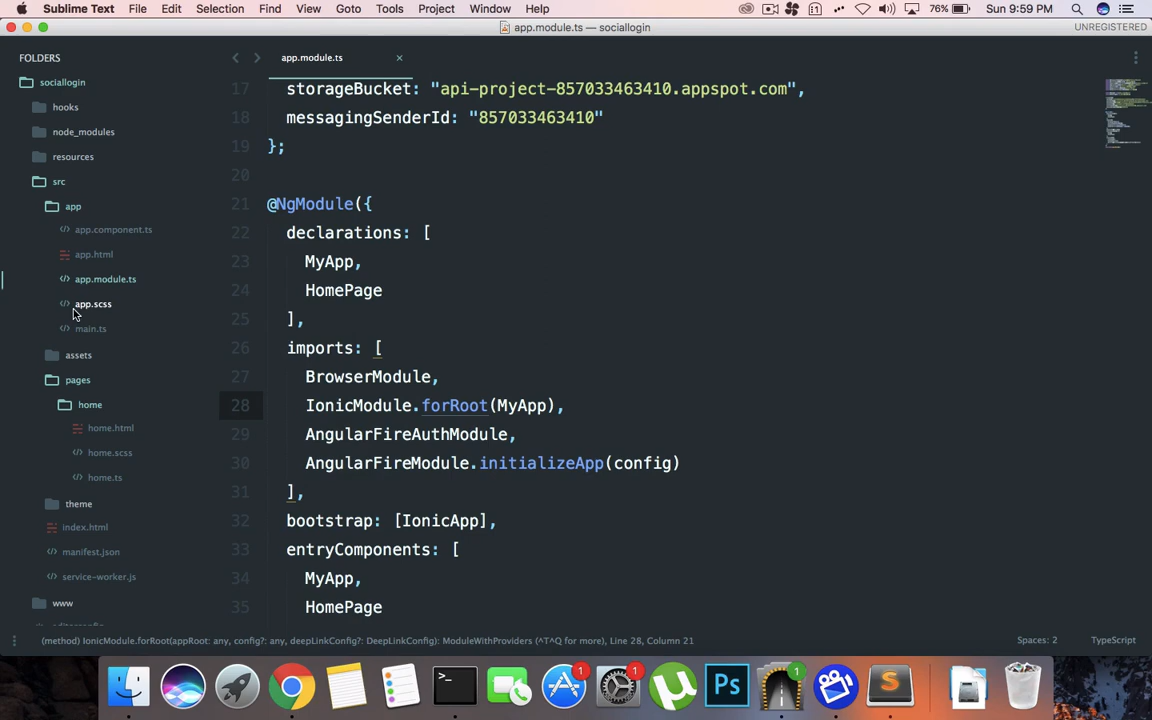 Sublime Text File Edit Selection Find View Goto Tools Project Window Help 76% Sun 9:59 PM
app.module.ts — sociallogin UNREGISTERED
FOLDERS
sociallogin
hooks
node_modules
resources
src
app
app.component.ts
app.html
app.module.ts
app.scss
main.ts
assets
pages
home
home.html
home.scss
home.ts
theme
index.html
manifest.json
service-worker.js
www
app.module.ts ×
17 storageBucket: "api-project-857033463410.appspot.com",
18 messagingSenderId: "857033463410"
19 };
20
21 @NgModule({
22 declarations: [
23 MyApp,
24 HomePage
25 ],
26 imports: [
27 BrowserModule,
28 IonicModule.forRoot(MyApp),
29 AngularFireAuthModule,
30 AngularFireModule.initializeApp(config)
31 ],
32 bootstrap: [IonicApp],
33 entryComponents: [
34 MyApp,
35 HomePage
(method) IonicModule.forRoot(appRoot: any, config?: any, deepLinkConfig?: DeepLinkConfig): ModuleWithProviders (^T^Q for more), Line 28, Column 21 Spaces: 2 TypeScript
1 1 Ps 1 S